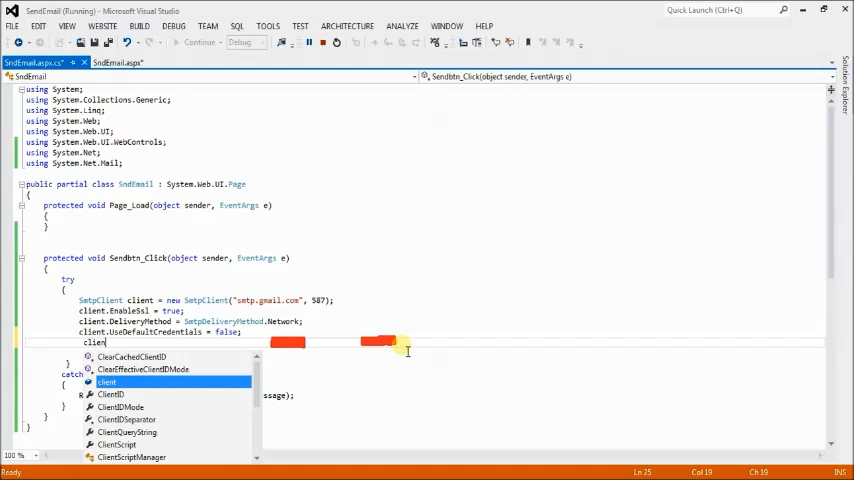 SendEmail (Running) - Microsoft Visual Studio
Quick Launch (Ctrl+Q)
FILE EDIT VIEW WEBSITE BUILD DEBUG TEAM SQL TOOLS TEST ARCHITECTURE ANALYZE WINDOW HELP
Continue Debug
SndEmail.aspx.cs* SndEmail.aspx*
SndEmail Sendbtn_Click(object sender, EventArgs e)
Solution Explorer
using System;
using System.Collections.Generic;
using System.Linq;
using System.Web;
using System.Web.UI;
using System.Web.UI.WebControls;
using System.Net;
using System.Net.Mail;
public partial class SndEmail : System.Web.UI.Page
{
protected void Page_Load(object sender, EventArgs e)
{
}
protected void Sendbtn_Click(object sender, EventArgs e)
{
try
{
SmtpClient client = new SmtpClient("smtp.gmail.com", 587);
client.EnableSsl = true;
client.DeliveryMethod = SmtpDeliveryMethod.Network;
client.UseDefaultCredentials = false;
clien
ClearCachedClientID
ClearEffectiveClientIDMode
}
client
catch
ClientID
{
R ssage);
ClientIDMode
}
ClientIDSeparator
}
ClientQueryString
}
ClientScript
ClientScriptManager
100 %
Ready Ln 25 Col 19 Ch 19 INS